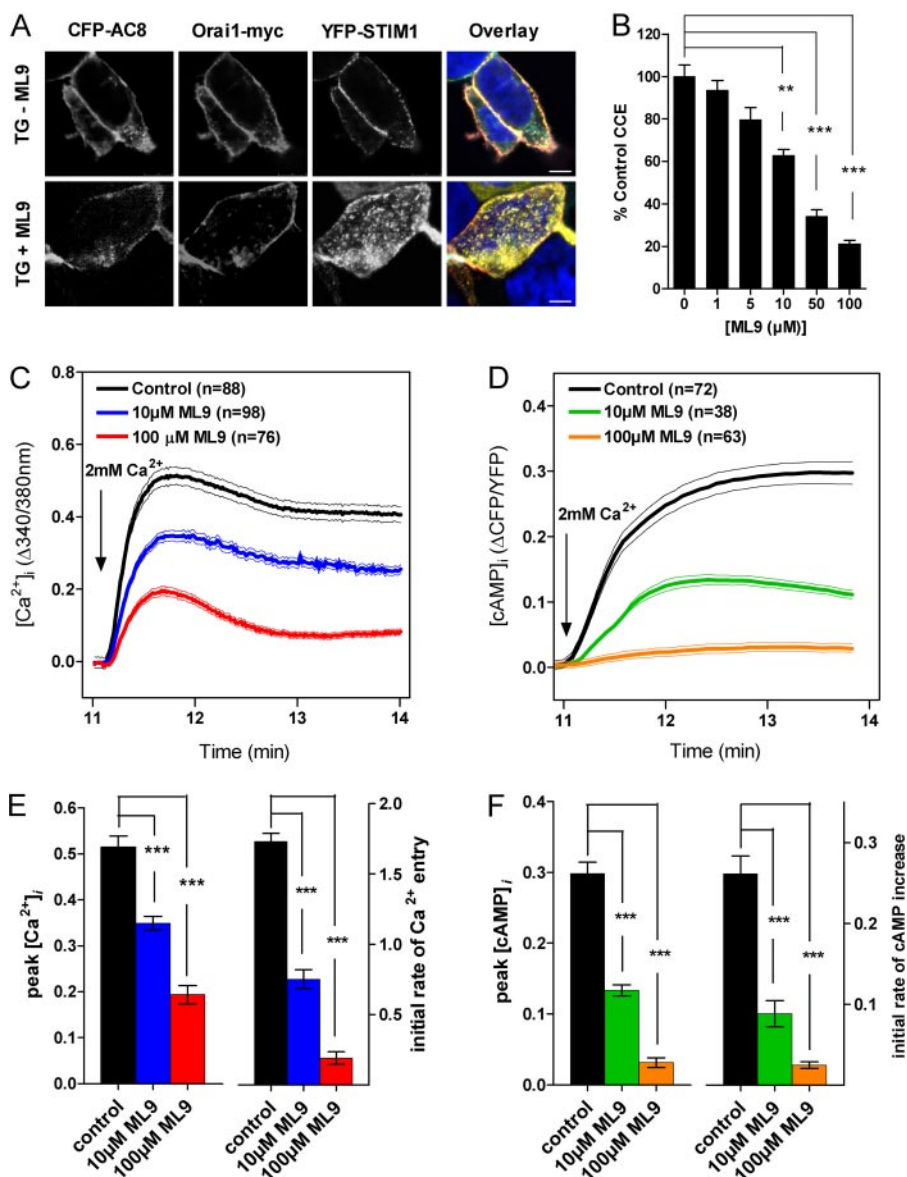 A
CFP-AC8 Orai1-myc YFP-STIM1 Overlay
TG - ML9
TG + ML9
B
% Control CCE
120
100
80
60
40
20
0
**
***
***
0 1 5 10 50 100
[ML9 (µM)]
C
[Ca2+]i (Δ340/380nm)
0.8
0.6
0.4
0.2
0.0
Control (n=88)
10µM ML9 (n=98)
100 µM ML9 (n=76)
2mM Ca2+
11 12 13 14
Time (min)
D
[cAMP]i (ΔCFP/YFP)
0.4
0.3
0.2
0.1
0.0
Control (n=72)
10µM ML9 (n=38)
100µM ML9 (n=63)
2mM Ca2+
11 12 13 14
Time (min)
E
peak [Ca2+]i
0.6
0.5
0.4
0.3
0.2
0.1
0.0
***
***
control
10µM ML9
100µM ML9
***
***
control
10µM ML9
100µM ML9
2.0
1.5
1.0
0.5
initial rate of Ca 2+ entry
F
peak [cAMP]i
0.4
0.3
0.2
0.1
0.0
***
***
control
10µM ML9
100µM ML9
***
***
control
10µM ML9
100µM ML9
0.3
0.2
0.1
initial rate of cAMP increase